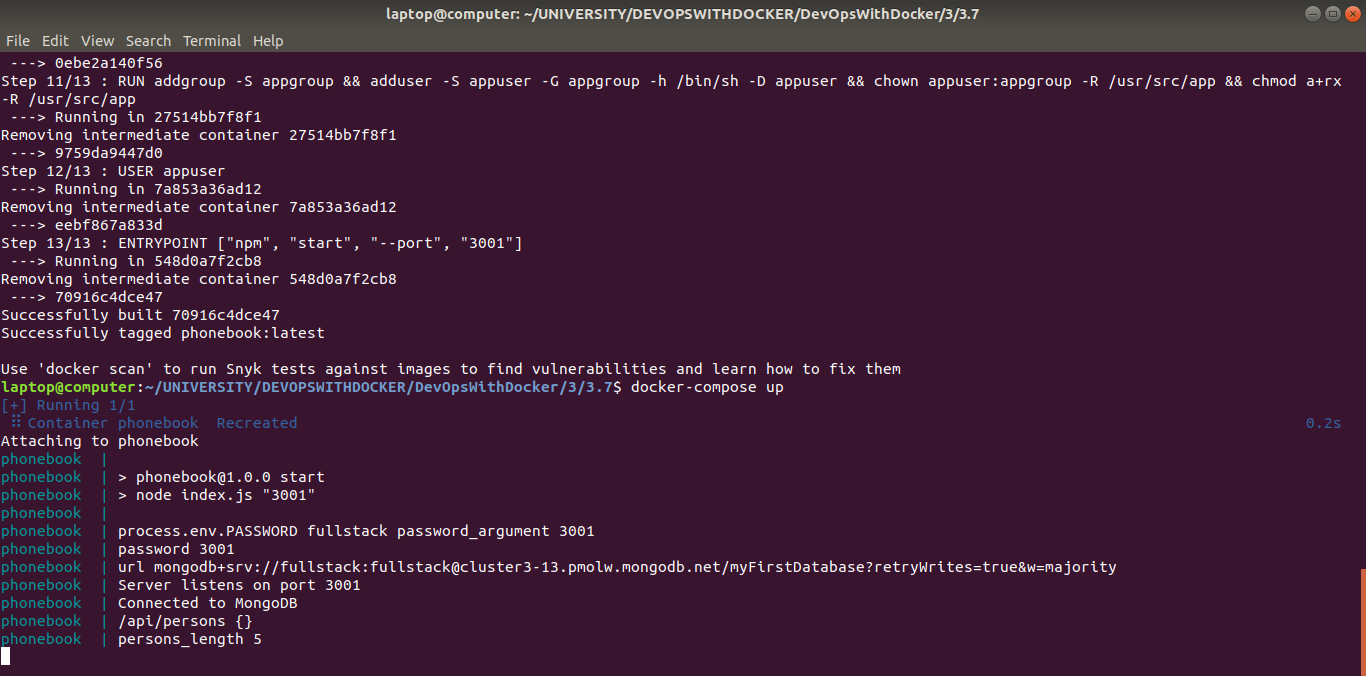 laptop@computer: ~/UNIVERSITY/DEVOPSWITHDOCKER/DevOpsWithDocker/3/3.7
File Edit View Search Terminal Help
---> 0ebe2a140f56
Step 11/13 : RUN addgroup -S appgroup && adduser -S appuser -G appgroup -h /bin/sh -D appuser && chown appuser:appgroup -R /usr/src/app && chmod a+rx
-R /usr/src/app
---> Running in 27514bb7f8f1
Removing intermediate container 27514bb7f8f1
---> 9759da9447d0
Step 12/13 : USER appuser
---> Running in 7a853a36ad12
Removing intermediate container 7a853a36ad12
---> eebf867a833d
Step 13/13 : ENTRYPOINT ["npm", "start", "--port", "3001"]
---> Running in 548d0a7f2cb8
Removing intermediate container 548d0a7f2cb8
---> 70916c4dce47
Successfully built 70916c4dce47
Successfully tagged phonebook:latest
Use 'docker scan' to run Snyk tests against images to find vulnerabilities and learn how to fix them
laptop@computer:~/UNIVERSITY/DEVOPSWITHDOCKER/DevOpsWithDocker/3/3.7$ docker-compose up
[+] Running 1/1
⠿ Container phonebook Recreated 0.2s
Attaching to phonebook
phonebook |
phonebook | > phonebook@1.0.0 start
phonebook | > node index.js "3001"
phonebook |
phonebook | process.env.PASSWORD fullstack password_argument 3001
phonebook | password 3001
phonebook | url mongodb+srv://fullstack:fullstack@cluster3-13.pmolw.mongodb.net/myFirstDatabase?retryWrites=true&w=majority
phonebook | Server listens on port 3001
phonebook | Connected to MongoDB
phonebook | /api/persons {}
phonebook | persons_length 5